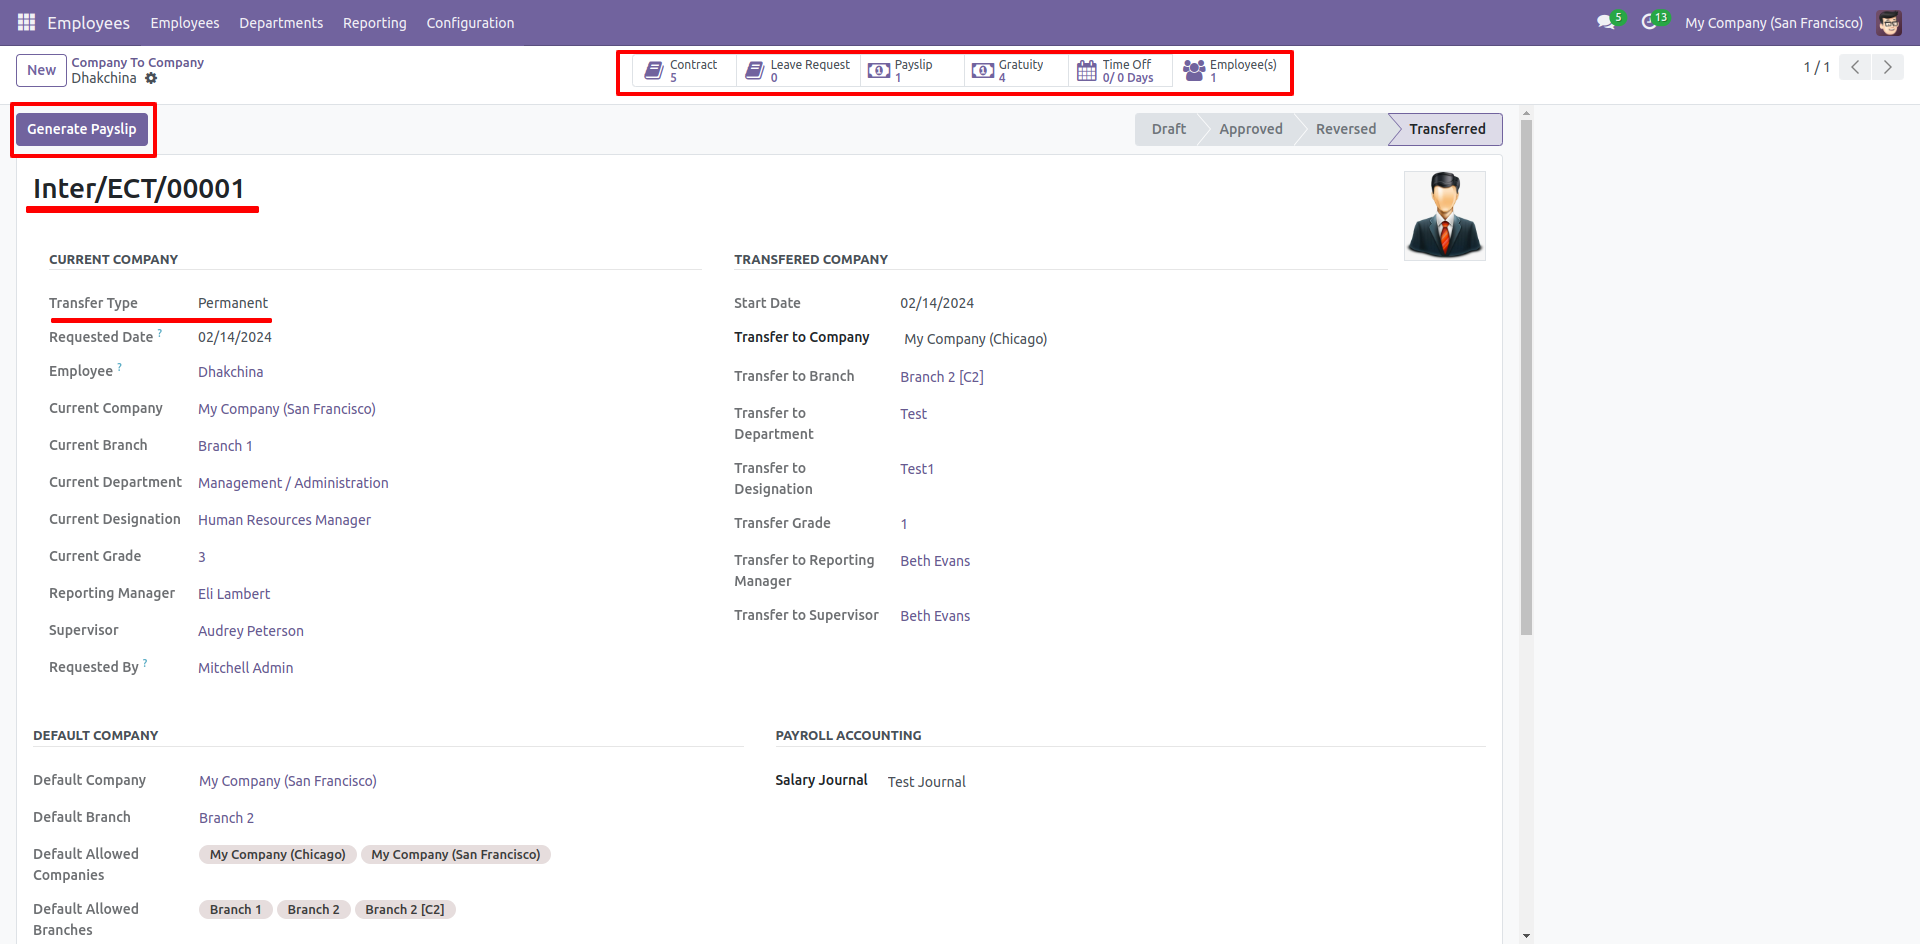 Employees Employees Departments Reporting Configuration 5 13 My Company (San Francisco)
New Company To Company
Dhakchina
Contract 5
Leave Request 0
Payslip 1
Gratuity 4
Time Off 0/ 0 Days
Employee(s) 1
1 / 1
Generate Payslip
Draft Approved Reversed Transferred
Inter/ECT/00001
CURRENT COMPANY
Transfer Type Permanent
Requested Date ? 02/14/2024
Employee ? Dhakchina
Current Company My Company (San Francisco)
Current Branch Branch 1
Current Department Management / Administration
Current Designation Human Resources Manager
Current Grade 3
Reporting Manager Eli Lambert
Supervisor Audrey Peterson
Requested By ? Mitchell Admin
TRANSFERED COMPANY
Start Date 02/14/2024
Transfer to Company My Company (Chicago)
Transfer to Branch Branch 2 [C2]
Transfer to Test
Department
Transfer to Test1
Designation
Transfer Grade 1
Transfer to Reporting Beth Evans
Manager
Transfer to Supervisor Beth Evans
DEFAULT COMPANY
Default Company My Company (San Francisco)
Default Branch Branch 2
Default Allowed My Company (Chicago) My Company (San Francisco)
Companies
Default Allowed Branch 1 Branch 2 Branch 2 [C2]
Branches
PAYROLL ACCOUNTING
Salary Journal Test Journal